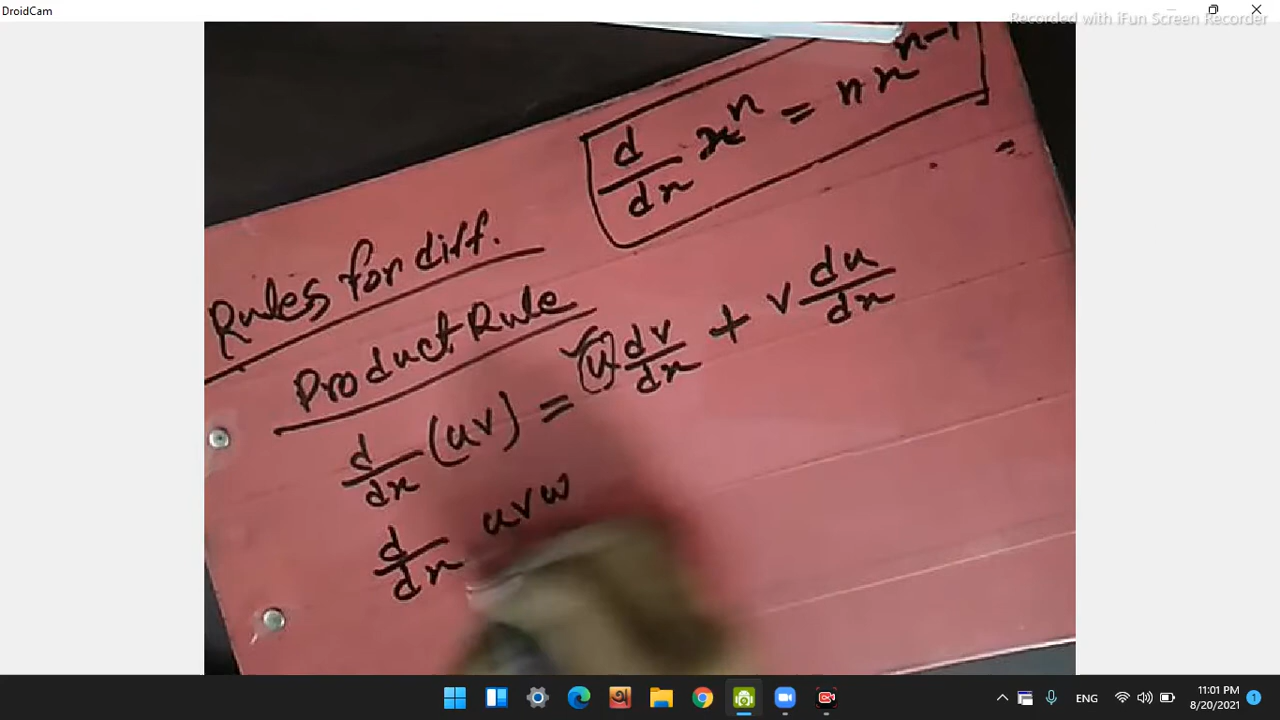 DroidCam
Recorded with iFun Screen Recorder
d/dx x^n = n x^{n-1}
Rules for diff.
Product Rule
d/dx (uv) = u dv/dx + v du/dx
d/dx uvw
ENG
11:01 PM
8/20/2021
1